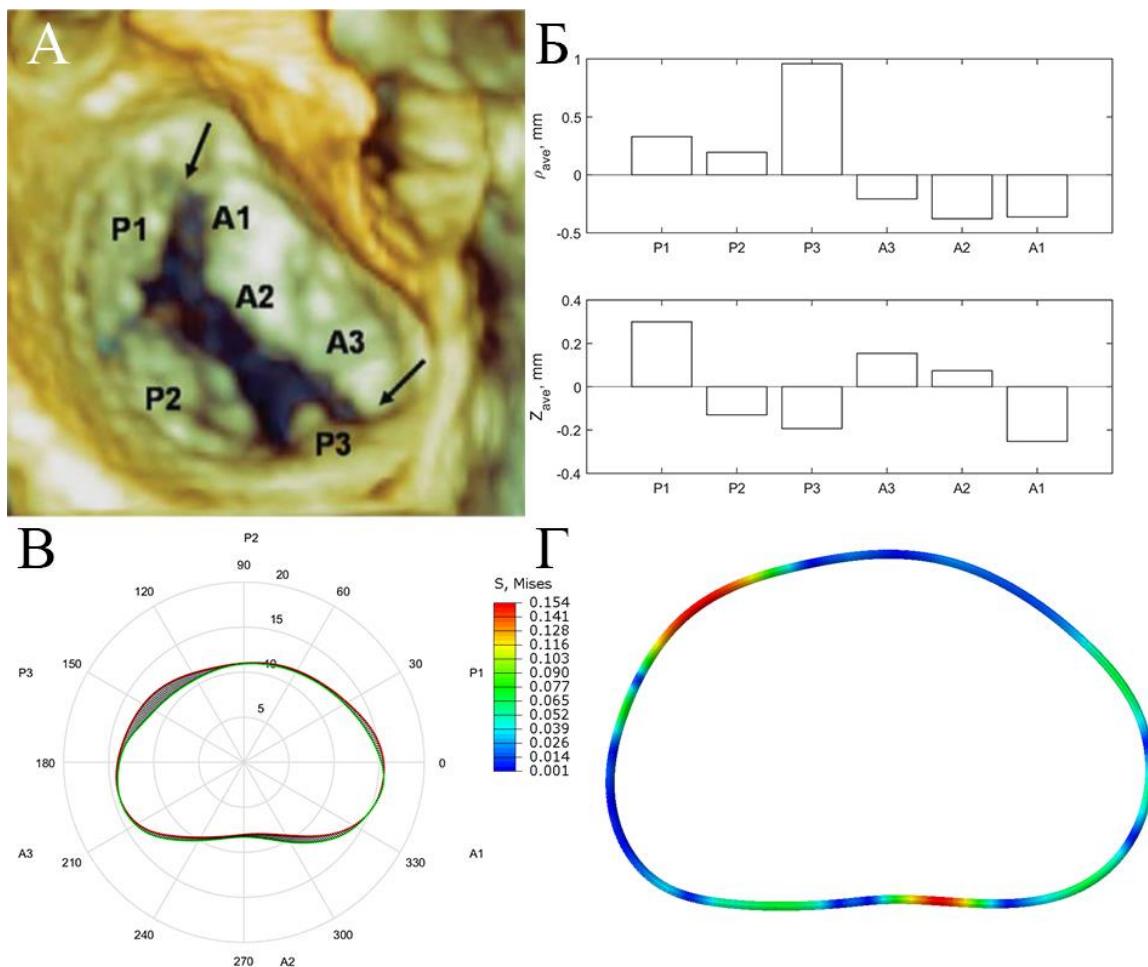 А
P1
A1
A2
A3
P2
P3
Б
1
0.5
0
-0.5
ρave, mm
P1 P2 P3 A3 A2 A1
0.4
0.2
0
-0.2
-0.4
Zave, mm
P1 P2 P3 A3 A2 A1
В
P2
90
120
60
20
15
10
5
150
30
P3
P1
180
0
A3
A1
210
330
240
300
270
A2
Г
S, Mises
0.154
0.141
0.128
0.116
0.103
0.090
0.077
0.065
0.052
0.039
0.026
0.014
0.001